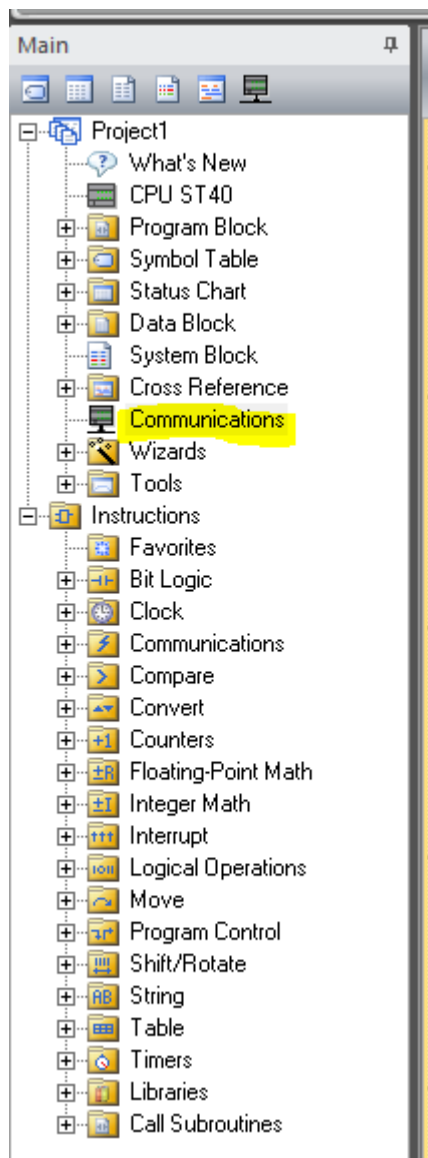 Main
Project1
What's New
CPU ST40
Program Block
Symbol Table
Status Chart
Data Block
System Block
Cross Reference
Communications
Wizards
Tools
Instructions
Favorites
Bit Logic
Clock
Communications
Compare
Convert
Counters
Floating-Point Math
Integer Math
Interrupt
Logical Operations
Move
Program Control
Shift/Rotate
String
Table
Timers
Libraries
Call Subroutines